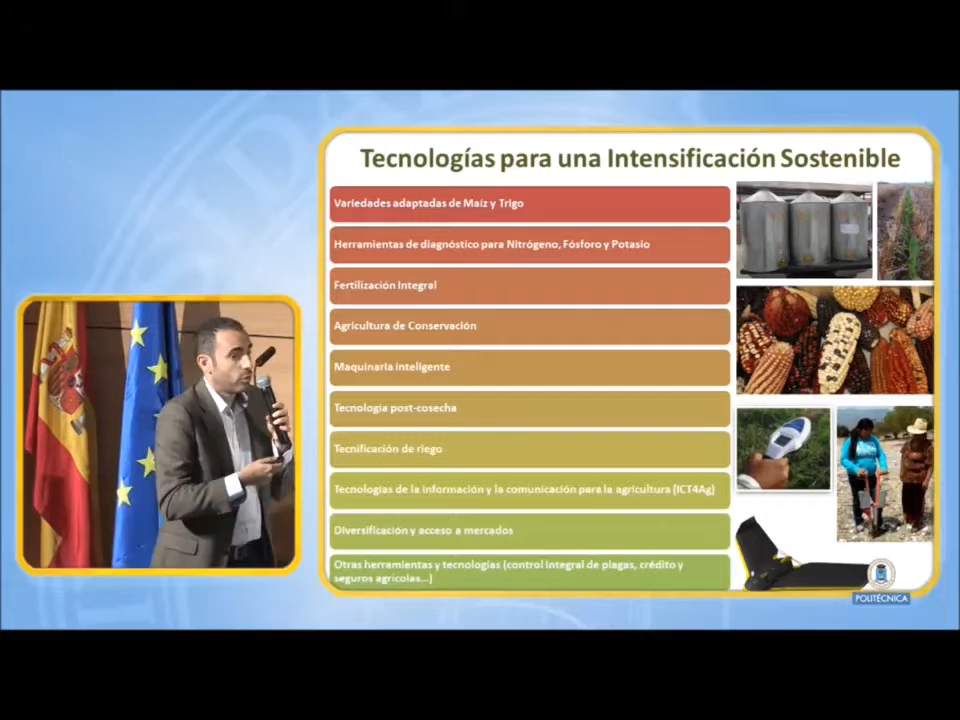 Tecnologías para una Intensificación Sostenible
Variedades adaptadas de Maíz y Trigo
Herramientas de diagnóstico para Nitrógeno, Fósforo y Potasio
Fertilización Integral
Agricultura de Conservación
Maquinaria inteligente
Tecnología post-cosecha
Tecnificación de riego
Tecnologías de la información y la comunicación para la agricultura (ICT4Ag)
Diversificación y acceso a mercados
Otras herramientas y tecnologías (control integral de plagas, crédito y
seguros agrícolas...)
POLITÉCNICA